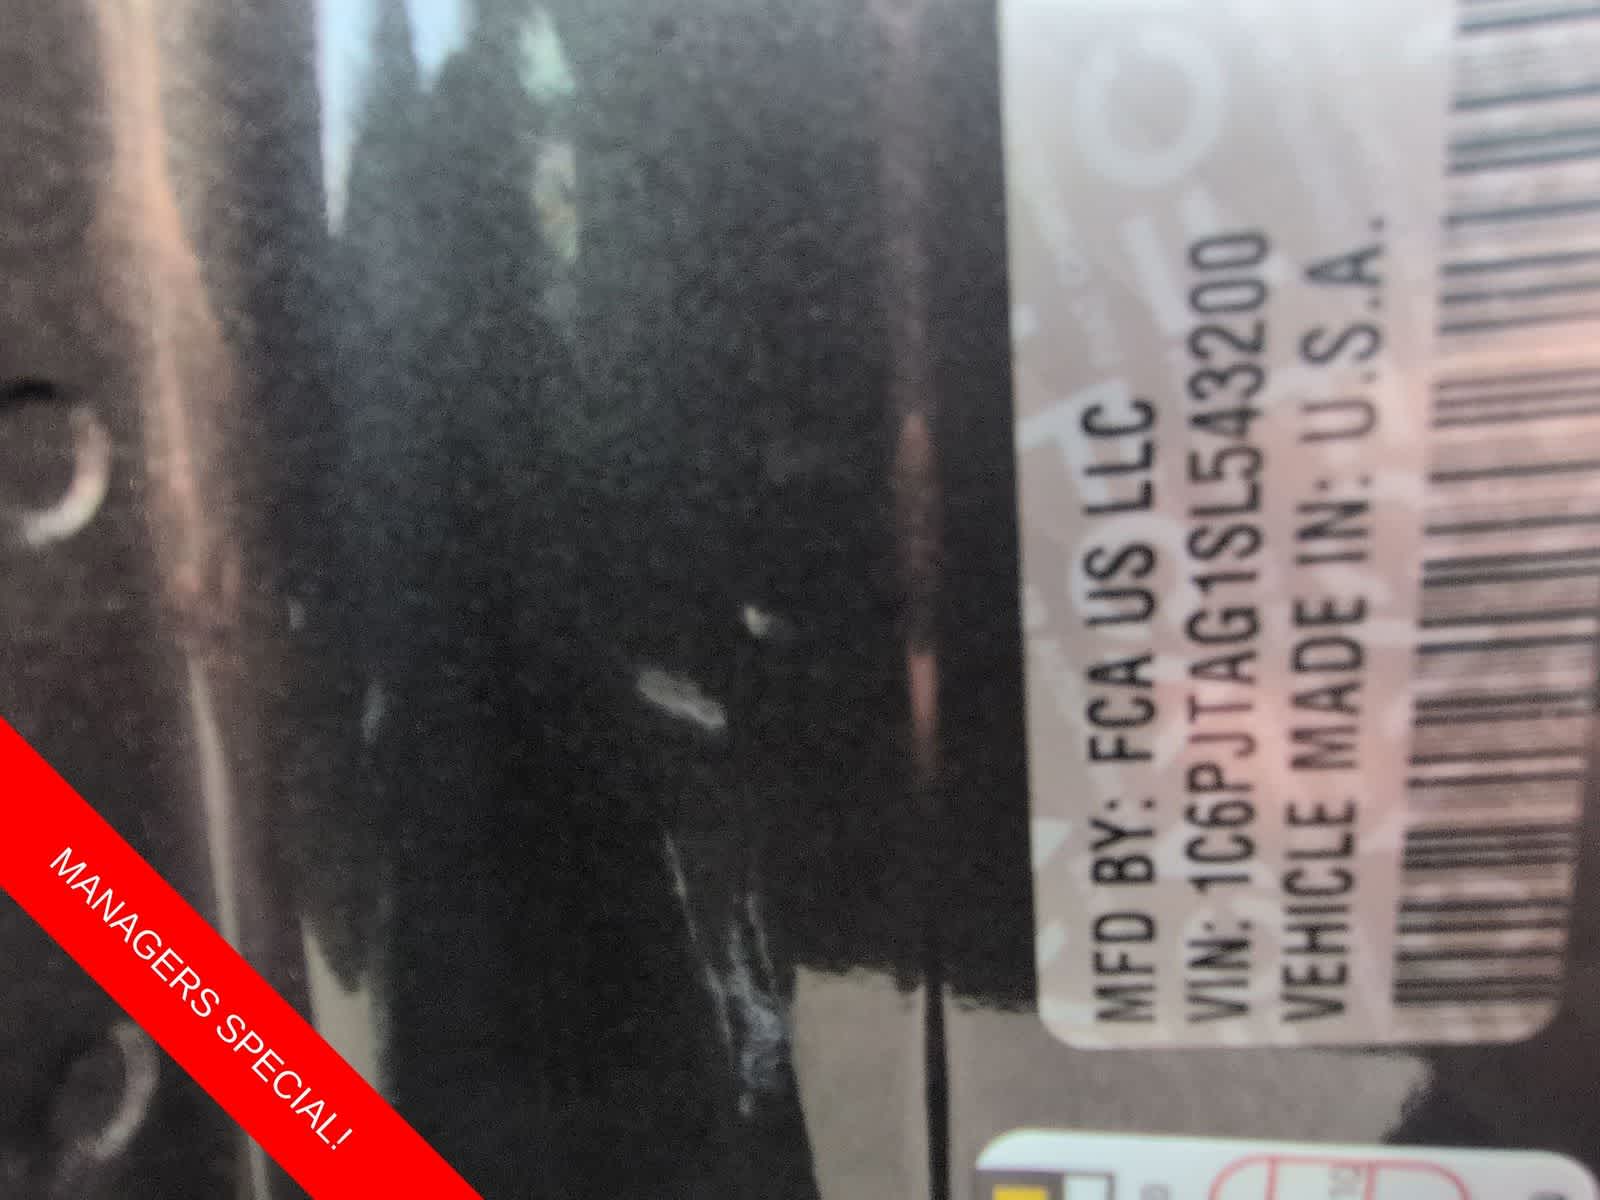 MFD BY: FCA US LLC
VIN: 1C6PJTAG1SL543200
VEHICLE MADE IN: U.S.A.
MANAGERS SPECIAL!